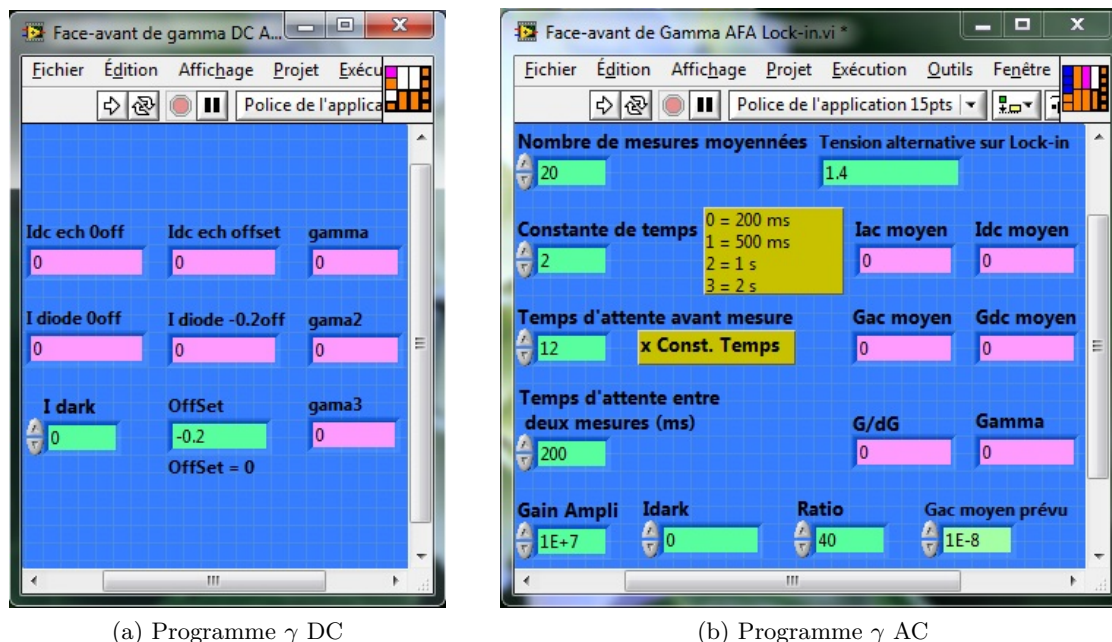 Face-avant de gamma DC A...
Fichier Édition Affichage Projet Exécu
Police de l'applica
Idc ech 0off Idc ech offset gamma
0 0 0
I diode 0off I diode -0.2off gama2
0 0 0
I dark OffSet gama3
0 -0.2 0
OffSet = 0
(a) Programme γ DC
Face-avant de Gamma AFA Lock-in.vi *
Fichier Édition Affichage Projet Exécution Outils Fenêtre
Police de l'application 15pts
Nombre de mesures moyennées Tension alternative sur Lock-in
20 1.4
Constante de temps
2
0 = 200 ms
1 = 500 ms
2 = 1 s
3 = 2 s
Iac moyen Idc moyen
0 0
Temps d'attente avant mesure Gac moyen Gdc moyen
12 x Const. Temps 0 0
Temps d'attente entre
deux mesures (ms) G/dG Gamma
200 0 0
Gain Ampli Idark Ratio Gac moyen prévu
1E+7 0 40 1E-8
(b) Programme γ AC